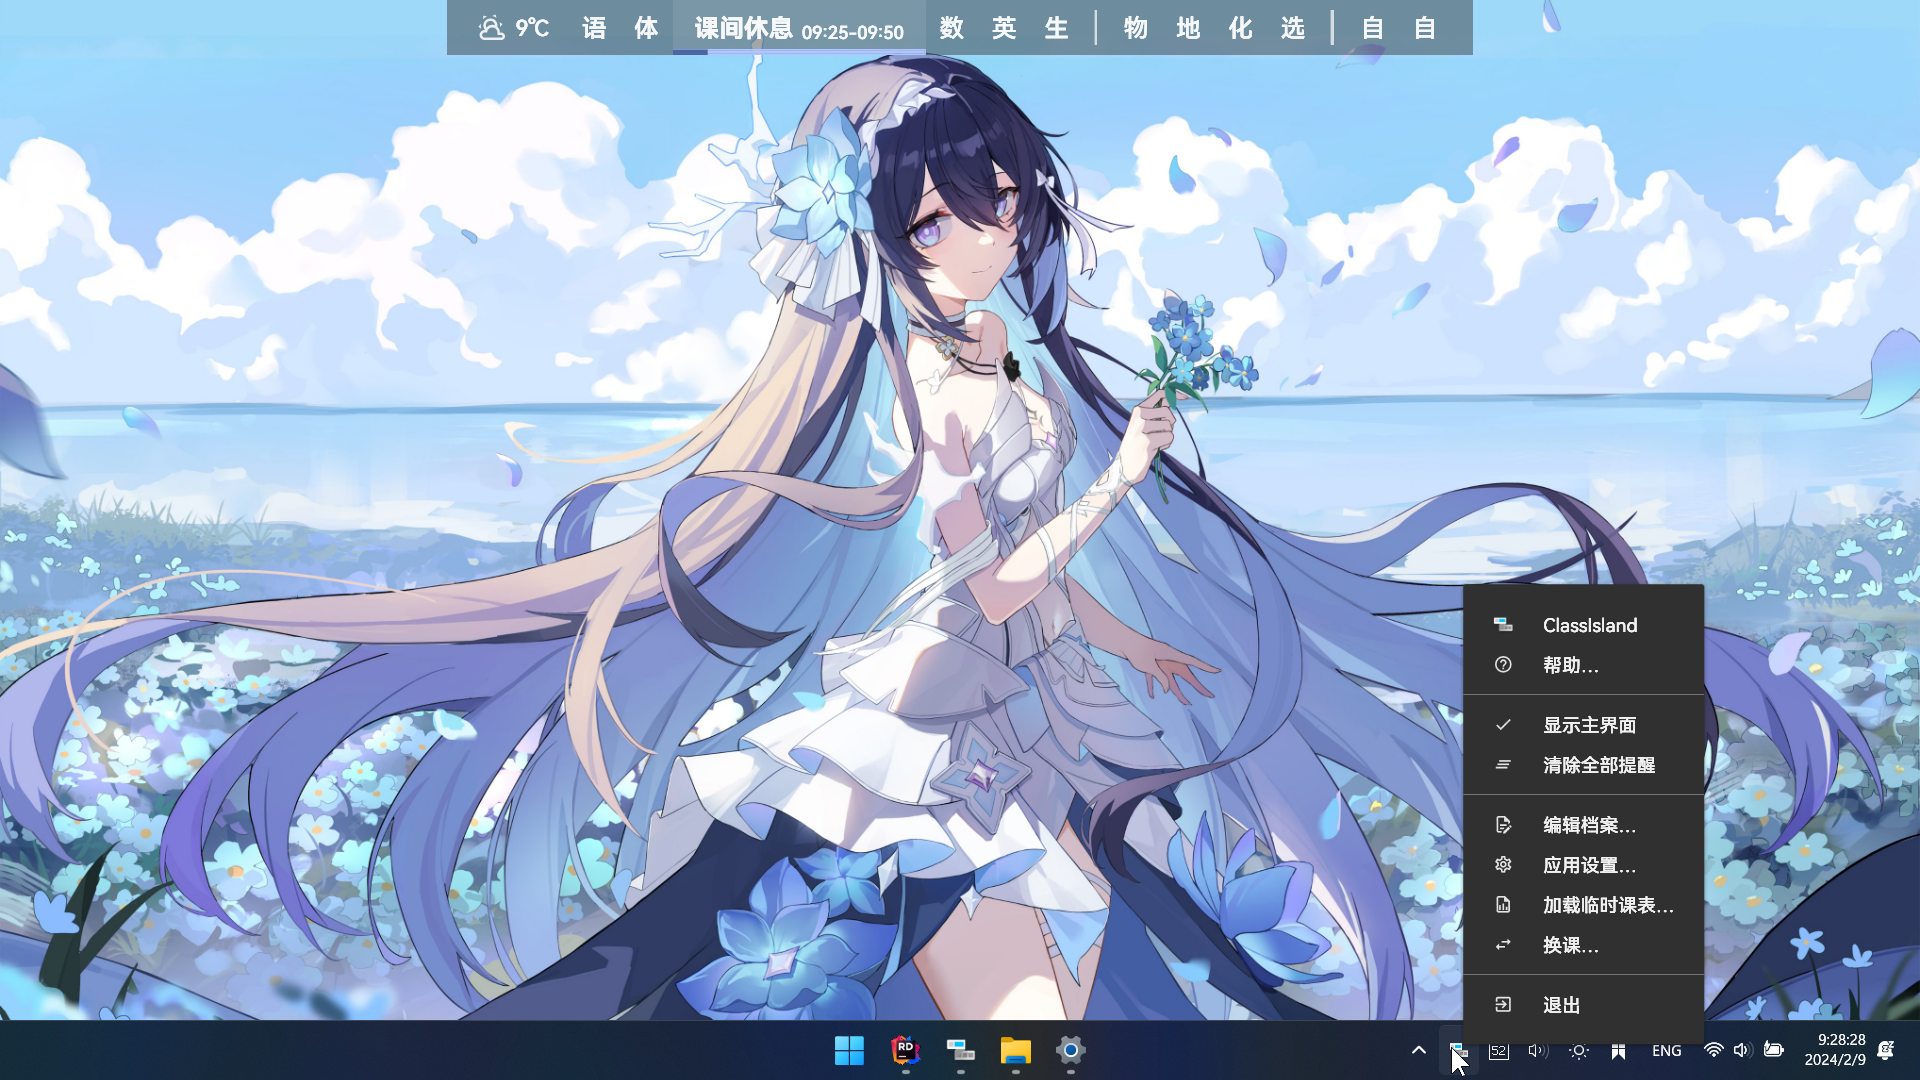 9℃ 语 体 课间休息 09:25-09:50 数 英 生 | 物 地 化 选 | 自 自
ClassIsland
帮助...
显示主界面
清除全部提醒
编辑档案...
应用设置...
加载临时课表...
换课...
退出
RD
52
ENG
9:28:28
2024/2/9